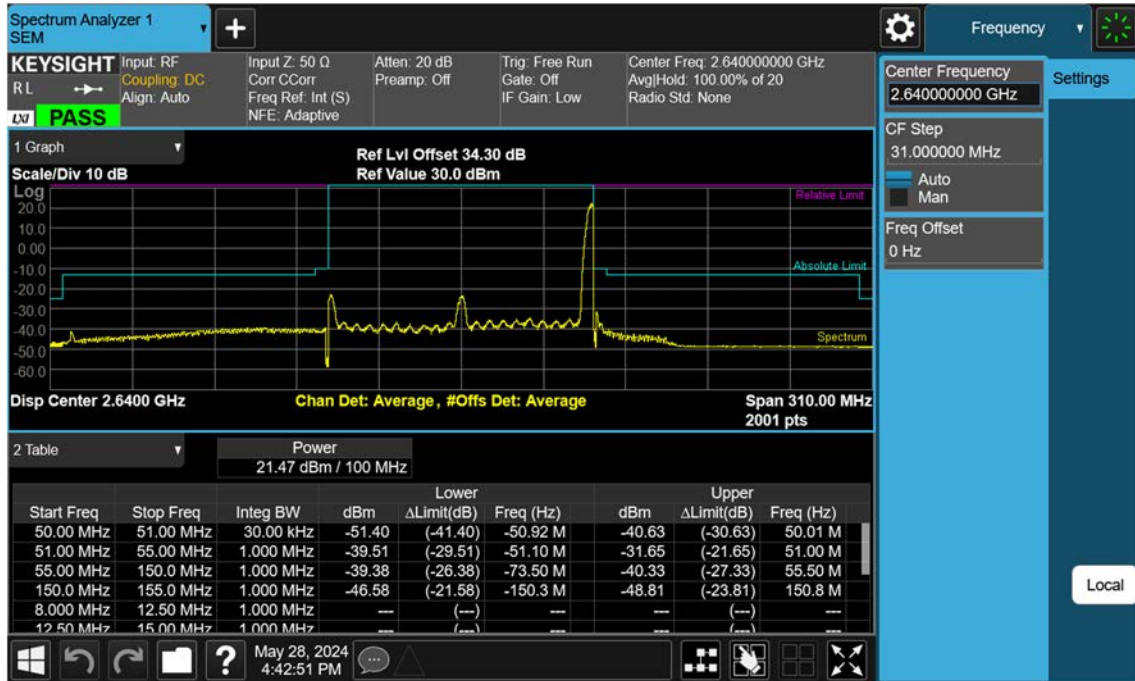 Spectrum Analyzer 1
SEM
Frequency
KEYSIGHT
R L
LXI PASS
Input: RF
Coupling: DC
Align: Auto
Input Z: 50 Ω
Corr CCorr
Freq Ref: Int (S)
NFE: Adaptive
Atten: 20 dB
Preamp: Off
Trig: Free Run
Gate: Off
IF Gain: Low
Center Freq: 2.640000000 GHz
Avg|Hold: 100.00% of 20
Radio Std: None
Center Frequency
2.640000000 GHz
Settings
CF Step
31.000000 MHz
Auto
Man
Freq Offset
0 Hz
Local
1 Graph
Scale/Div 10 dB
Ref Lvl Offset 34.30 dB
Ref Value 30.0 dBm
Log
20.0
10.0
0.00
-10.0
-20.0
-30.0
-40.0
-50.0
-60.0
Relative Limit
Absolute Limit
Spectrum
Disp Center 2.6400 GHz
Chan Det: Average, #Offs Det: Average
Span 310.00 MHz
2001 pts
2 Table
Power
21.47 dBm / 100 MHz
Lower Upper
Start Freq Stop Freq Integ BW dBm ΔLimit(dB) Freq (Hz) dBm ΔLimit(dB) Freq (Hz)
50.00 MHz 51.00 MHz 30.00 kHz -51.40 (-41.40) -50.92 M -40.63 (-30.63) 50.01 M
51.00 MHz 55.00 MHz 1.000 MHz -39.51 (-29.51) -51.10 M -31.65 (-21.65) 51.00 M
55.00 MHz 150.0 MHz 1.000 MHz -39.38 (-26.38) -73.50 M -40.33 (-27.33) 55.50 M
150.0 MHz 155.0 MHz 1.000 MHz -46.58 (-21.58) -150.3 M -48.81 (-23.81) 150.8 M
8.000 MHz 12.50 MHz 1.000 MHz --- (---) --- --- (---) ---
12.50 MHz 15.00 MHz 1.000 MHz --- (---) --- --- (---) ---
?
May 28, 2024
4:42:51 PM